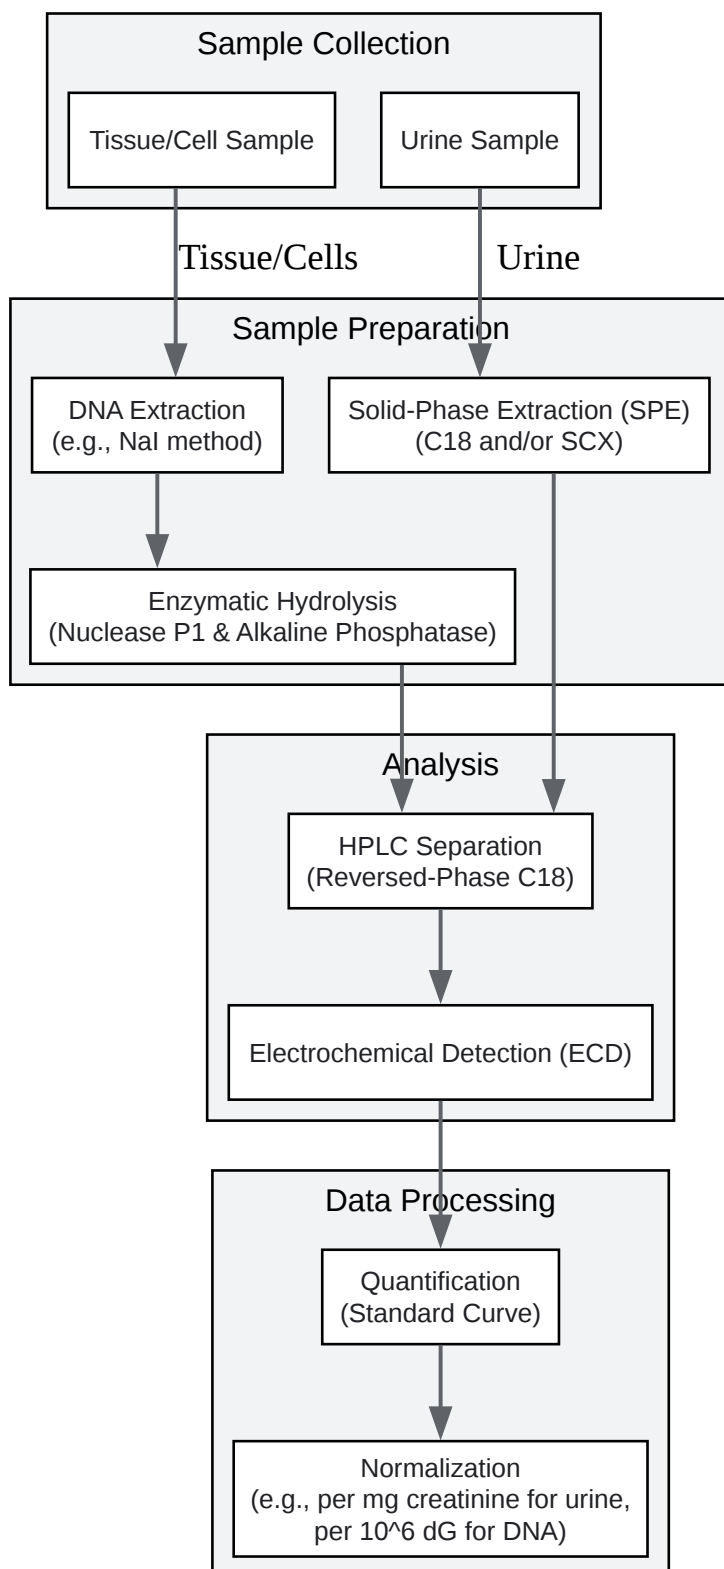 Sample Collection
Tissue/Cell Sample
Urine Sample
Tissue/Cells
Urine
Sample Preparation
DNA Extraction
(e.g., NaI method)
Solid-Phase Extraction (SPE)
(C18 and/or SCX)
Enzymatic Hydrolysis
(Nuclease P1 & Alkaline Phosphatase)
Analysis
HPLC Separation
(Reversed-Phase C18)
Electrochemical Detection (ECD)
Data Processing
Quantification
(Standard Curve)
Normalization
(e.g., per mg creatinine for urine,
per 10^6 dG for DNA)